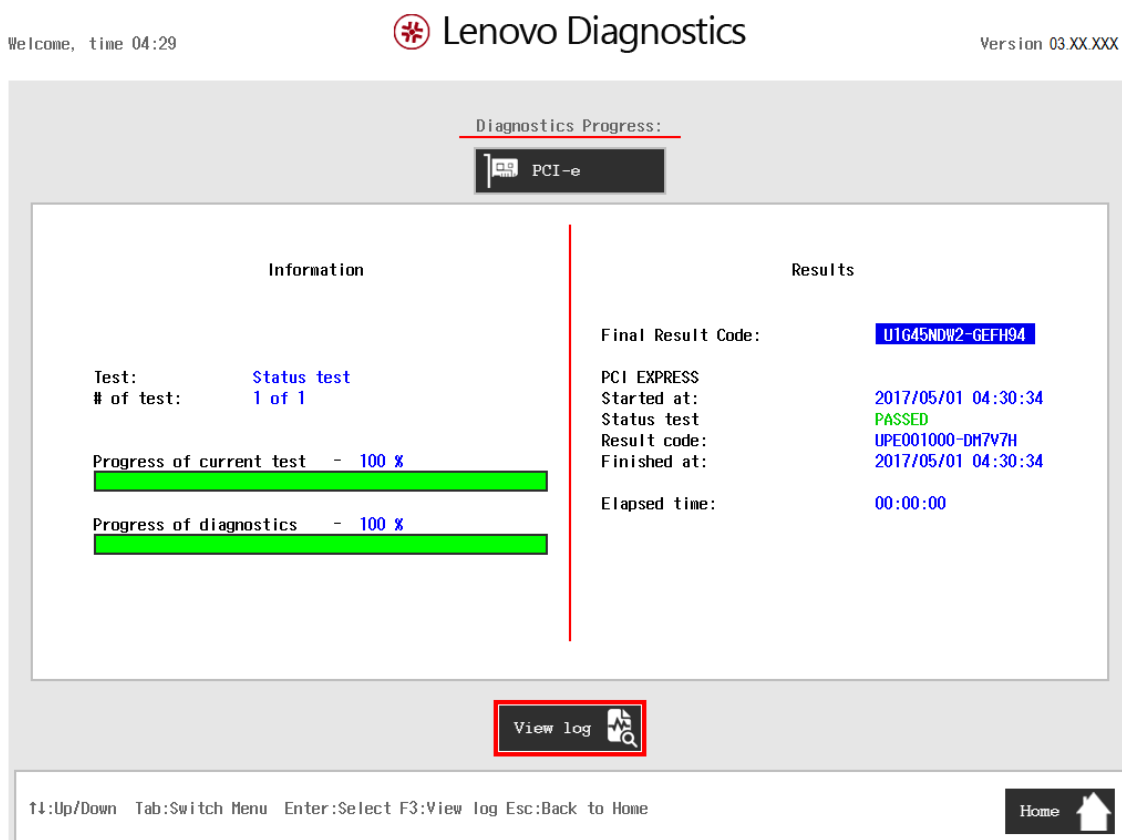 Welcome, time 04:29
Lenovo Diagnostics
Version 03.XX.XXX
Diagnostics Progress:
PCI-e
Information
Test: Status test
# of test: 1 of 1
Progress of current test - 100 %
Progress of diagnostics - 100 %
Results
Final Result Code: U1G45NDW2-GEFH94
PCI EXPRESS
Started at: 2017/05/01 04:30:34
Status test PASSED
Result code: UPE001000-DM7V7H
Finished at: 2017/05/01 04:30:34
Elapsed time: 00:00:00
View log
↑↓:Up/Down Tab:Switch Menu Enter:Select F3:View log Esc:Back to Home
Home